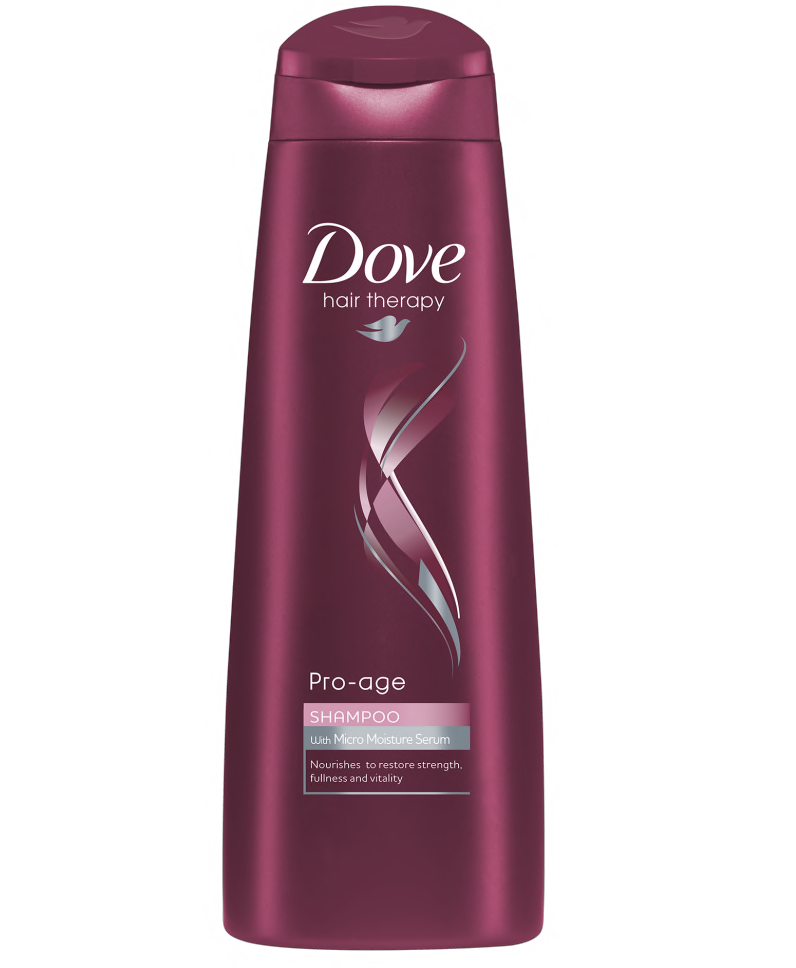 Dove
hair therapy
Pro-age
SHAMPOO
With Micro Moisture Serum
Nourishes to restore strength,
fullness and vitality